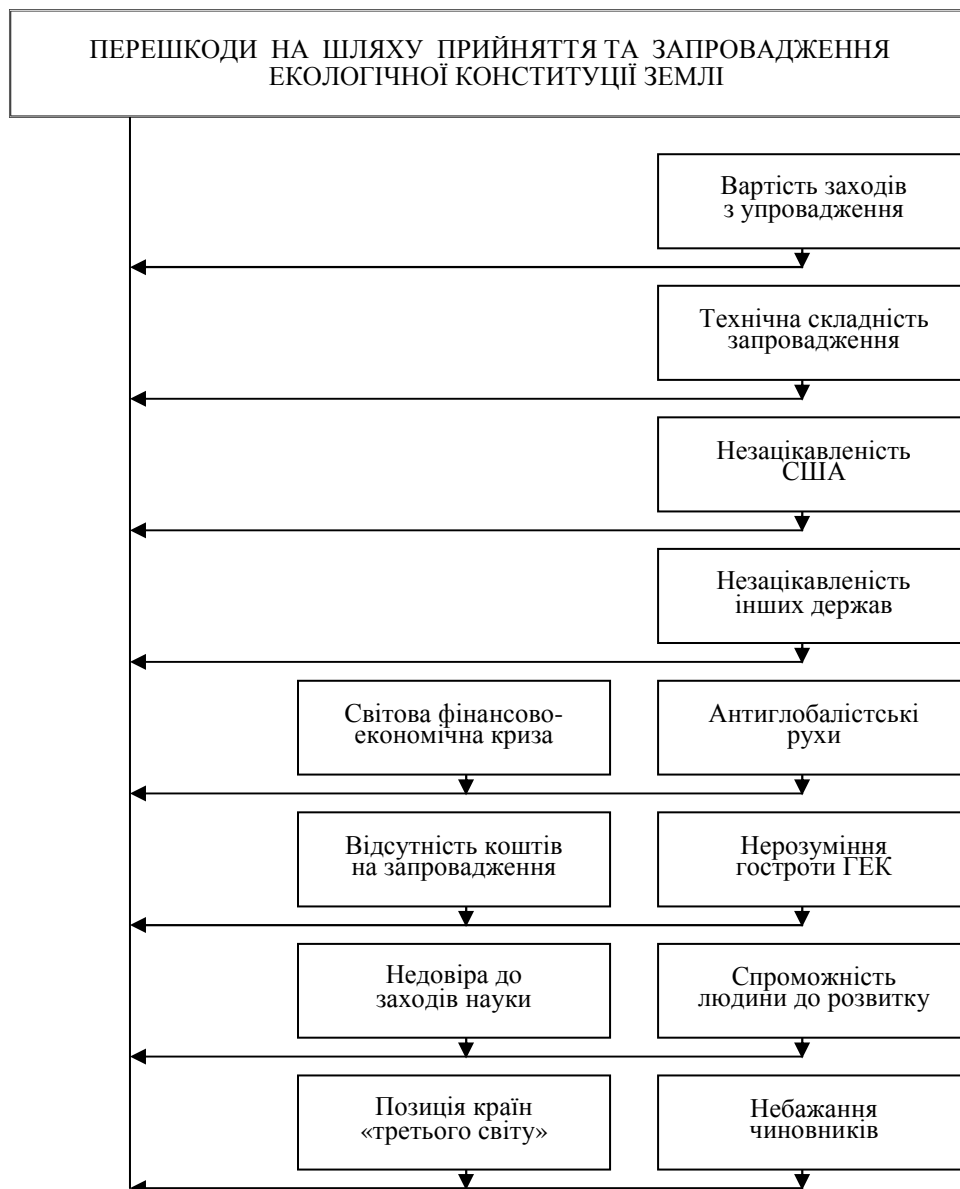 ПЕРЕШКОДИ НА ШЛЯХУ ПРИЙНЯТТЯ ТА ЗАПРОВАДЖЕННЯ
ЕКОЛОГІЧНОЇ КОНСТИТУЦІЇ ЗЕМЛІ
Вартість заходів
з упровадження
Технічна складність
запровадження
Незацікавленість
США
Незацікавленість
інших держав
Світова фінансово-
економічна криза
Антиглобалістські
рухи
Відсутність коштів
на запровадження
Нерозуміння
гостроти ГЕК
Недовіра до
заходів науки
Спроможність
людини до розвитку
Позиція країн
«третього світу»
Небажання
чиновників